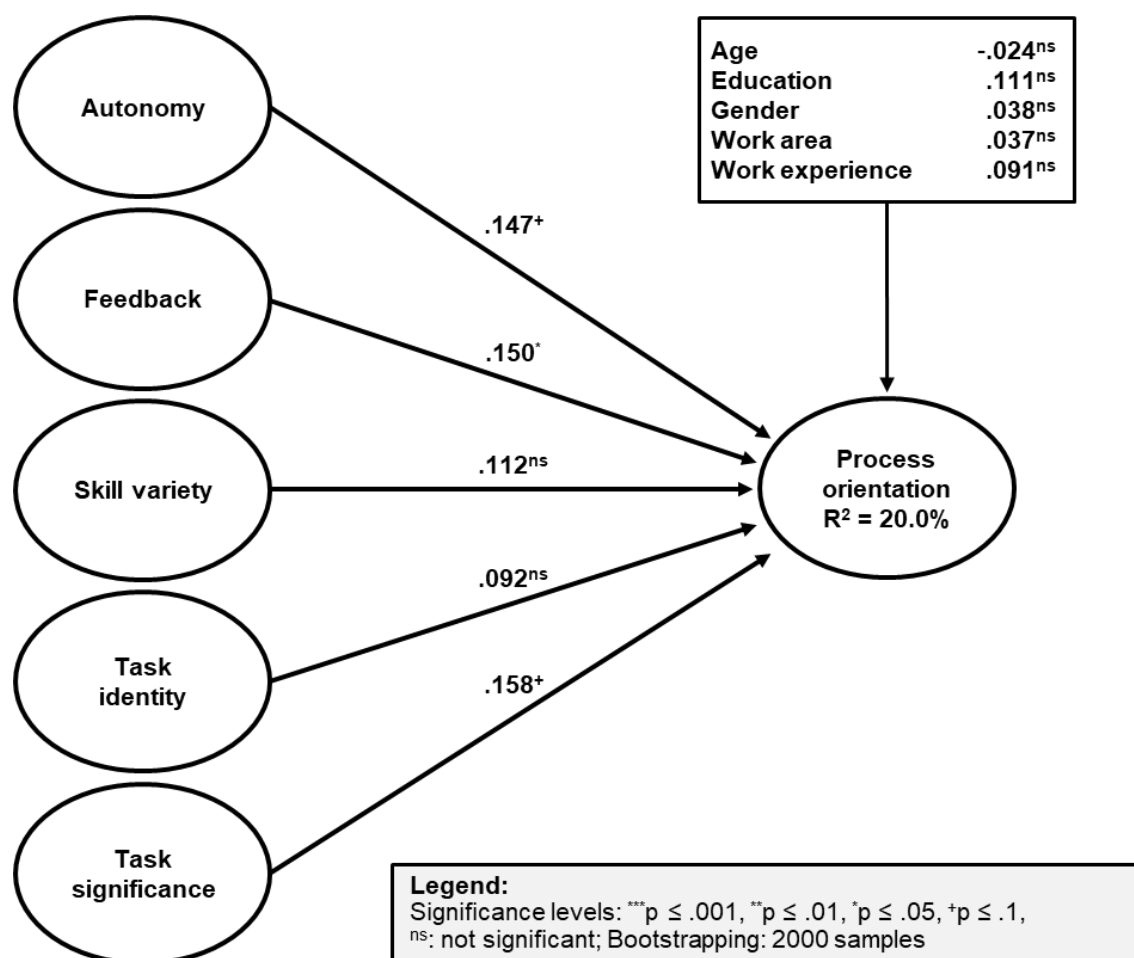 Autonomy
Feedback
Skill variety
Task
identity
Task
significance
.147⁺
.150*
.112ⁿˢ
.092ⁿˢ
.158⁺
Age -.024ⁿˢ
Education .111ⁿˢ
Gender .038ⁿˢ
Work area .037ⁿˢ
Work experience .091ⁿˢ
Process
orientation
R² = 20.0%
Legend:
Significance levels: ***p ≤ .001, **p ≤ .01, *p ≤ .05, ⁺p ≤ .1,
ⁿˢ: not significant; Bootstrapping: 2000 samples